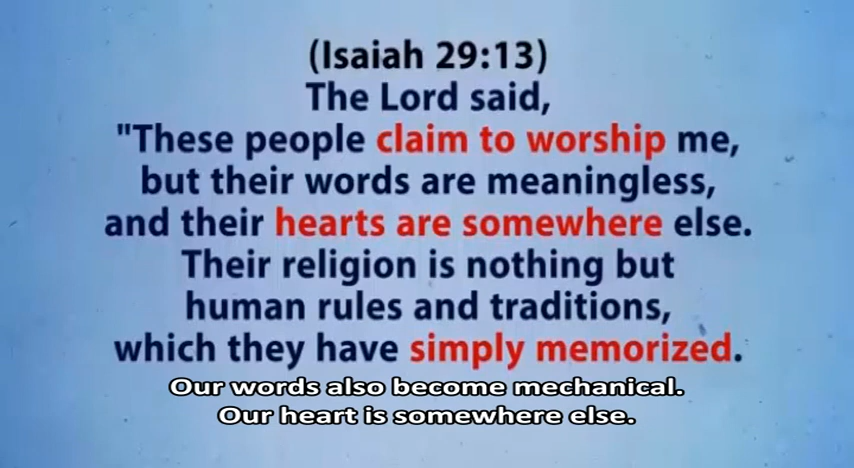 (Isaiah 29:13)
The Lord said,
"These people claim to worship me,
but their words are meaningless,
and their hearts are somewhere else.
Their religion is nothing but
human rules and traditions,
which they have simply memorized.
Our words also become mechanical.
Our heart is somewhere else.